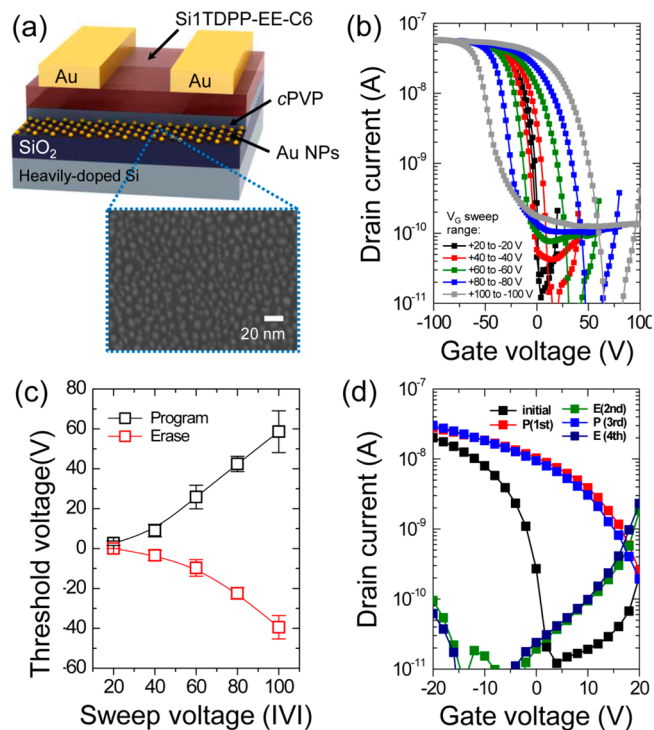 (a)
Si1TDPP-EE-C6
Au
Au
cPVP
Au NPs
SiO2
Heavily-doped Si
20 nm
(b)
Drain current (A)
10-7
10-8
10-9
10-10
10-11
VG sweep
range:
+20 to -20 V
+40 to -40 V
+60 to -60 V
+80 to -80 V
+100 to -100 V
-100 -50 0 50 100
Gate voltage (V)
(c)
Threshold voltage(V)
80
60
40
20
0
-20
-40
-60
Program
Erase
20 40 60 80 100
Sweep voltage (IVI)
(d)
Drain current (A)
10-7
10-8
10-9
10-10
10-11
initial
P(1st)
E(2nd)
P (3rd)
E (4th)
-20 -10 0 10 20
Gate voltage (V)